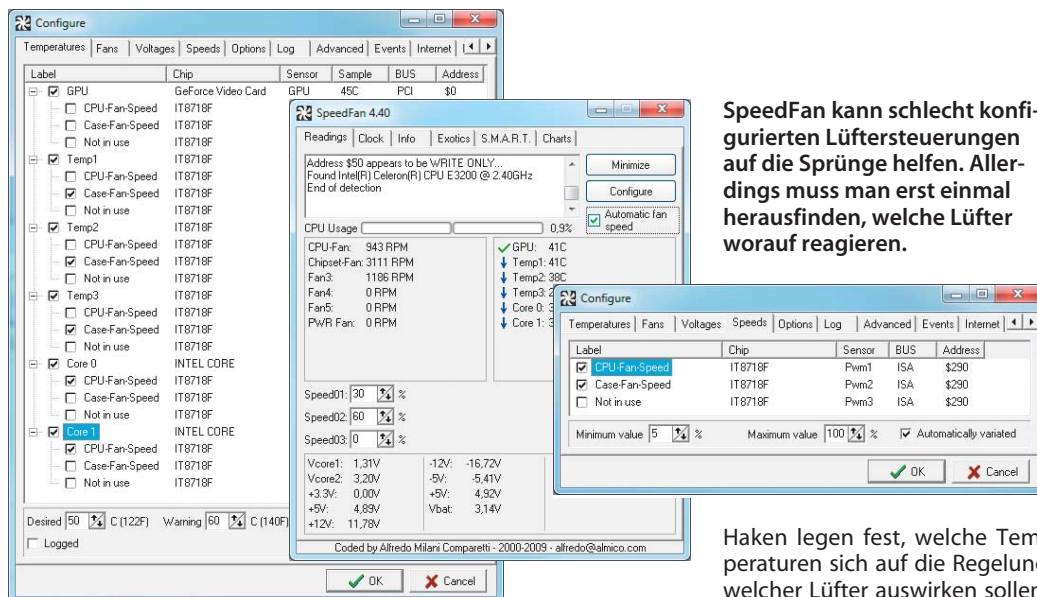 Configure
Temperatures Fans Voltages Speeds Options Log Advanced Events Internet
Label Chip Sensor Sample BUS Address
GPU GeForce Video Card GPU 45C PCI $0
CPU-Fan-Speed IT8718F
Case-Fan-Speed IT8718F
Not in use IT8718F
Temp1 IT8718F
CPU-Fan-Speed IT8718F
Case-Fan-Speed IT8718F
Not in use IT8718F
Temp2 IT8718F
CPU-Fan-Speed IT8718F
Case-Fan-Speed IT8718F
Not in use IT8718F
Temp3 IT8718F
CPU-Fan-Speed IT8718F
Case-Fan-Speed IT8718F
Not in use IT8718F
Core 0 INTEL CORE
CPU-Fan-Speed IT8718F
Case-Fan-Speed IT8718F
Not in use IT8718F
Core 1 INTEL CORE
CPU-Fan-Speed IT8718F
Case-Fan-Speed IT8718F
Not in use IT8718F
Desired 50 C (122F) Warning 60 C (140F)
Logged
OK Cancel
SpeedFan 4.40
Readings Clock Info Exotics S.M.A.R.T. Charts
Address $50 appears to be WRITE ONLY...
Found Intel(R) Celeron(R) CPU E3200 @ 2.40GHz
End of detection
Minimize
Configure
Automatic fan
speed
CPU Usage 0,9%
CPU-Fan: 943 RPM
Chipset-Fan: 3111 RPM
Fan3: 1186 RPM
Fan4: 0 RPM
Fan5: 0 RPM
PWR Fan: 0 RPM
GPU: 41C
Temp1: 41C
Temp2: 38C
Temp3: 2
Core 0: 3
Core 1: 3
Speed01: 30 %
Speed02: 60 %
Speed03: 0 %
Vcore1: 1,31V -12V: -16,72V
Vcore2: 3,20V -5V: -5,41V
+3.3V: 0,00V +5V: 4,92V
+5V: 4,89V Vbat: 3,14V
+12V: 11,78V
Coded by Alfredo Milani Comparetti - 2000-2009 - alfredo@almico.com
SpeedFan kann schlecht konfi-
gurierten Lüftersteuerungen
auf die Sprünge helfen. Aller-
dings muss man erst einmal
herausfinden, welche Lüfter
worauf reagieren.
Configure
Temperatures Fans Voltages Speeds Options Log Advanced Events Internet
Label Chip Sensor BUS Address
CPU-Fan-Speed IT8718F Pwm1 ISA $290
Case-Fan-Speed IT8718F Pwm2 ISA $290
Not in use IT8718F Pwm3 ISA $290
Minimum value 5 % Maximum value 100 % Automatically variated
OK Cancel
Haken legen fest, welche Tem-
peraturen sich auf die Regelung
welcher Lüfter auswirken sollen